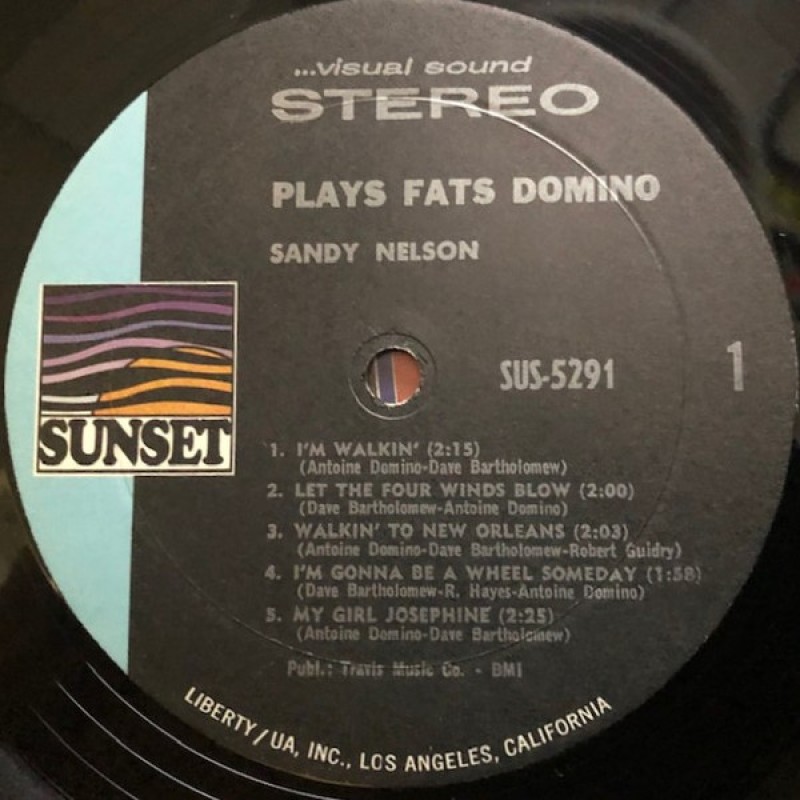 ...visual sound
STEREO
PLAYS FATS DOMINO
SANDY NELSON
SUS-5291
1
SUNSET
1. I'M WALKIN' (2:15)
(Antoine Domino-Dave Bartholomew)
2. LET THE FOUR WINDS BLOW (2:00)
(Dave Bartholomew-Antoine Domino)
3. WALKIN' TO NEW ORLEANS (2:03)
(Antoine Domino-Dave Bartholomew-Robert Guidry)
4. I'M GONNA BE A WHEEL SOMEDAY (1:58)
(Dave Bartholomew-R. Hayes-Antoine Domino)
5. MY GIRL JOSEPHINE (2:25)
(Antoine Domino-Dave Bartholomew)
Publ.: Travis Music Co. - BMI
LIBERTY/UA, INC., LOS ANGELES, CALIFORNIA